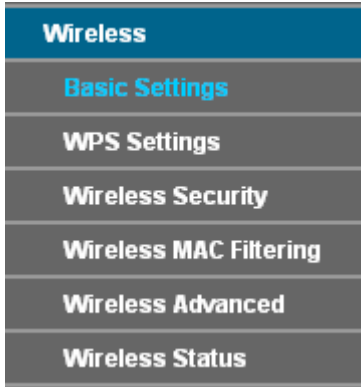 Wireless
Basic Settings
WPS Settings
Wireless Security
Wireless MAC Filtering
Wireless Advanced
Wireless Status